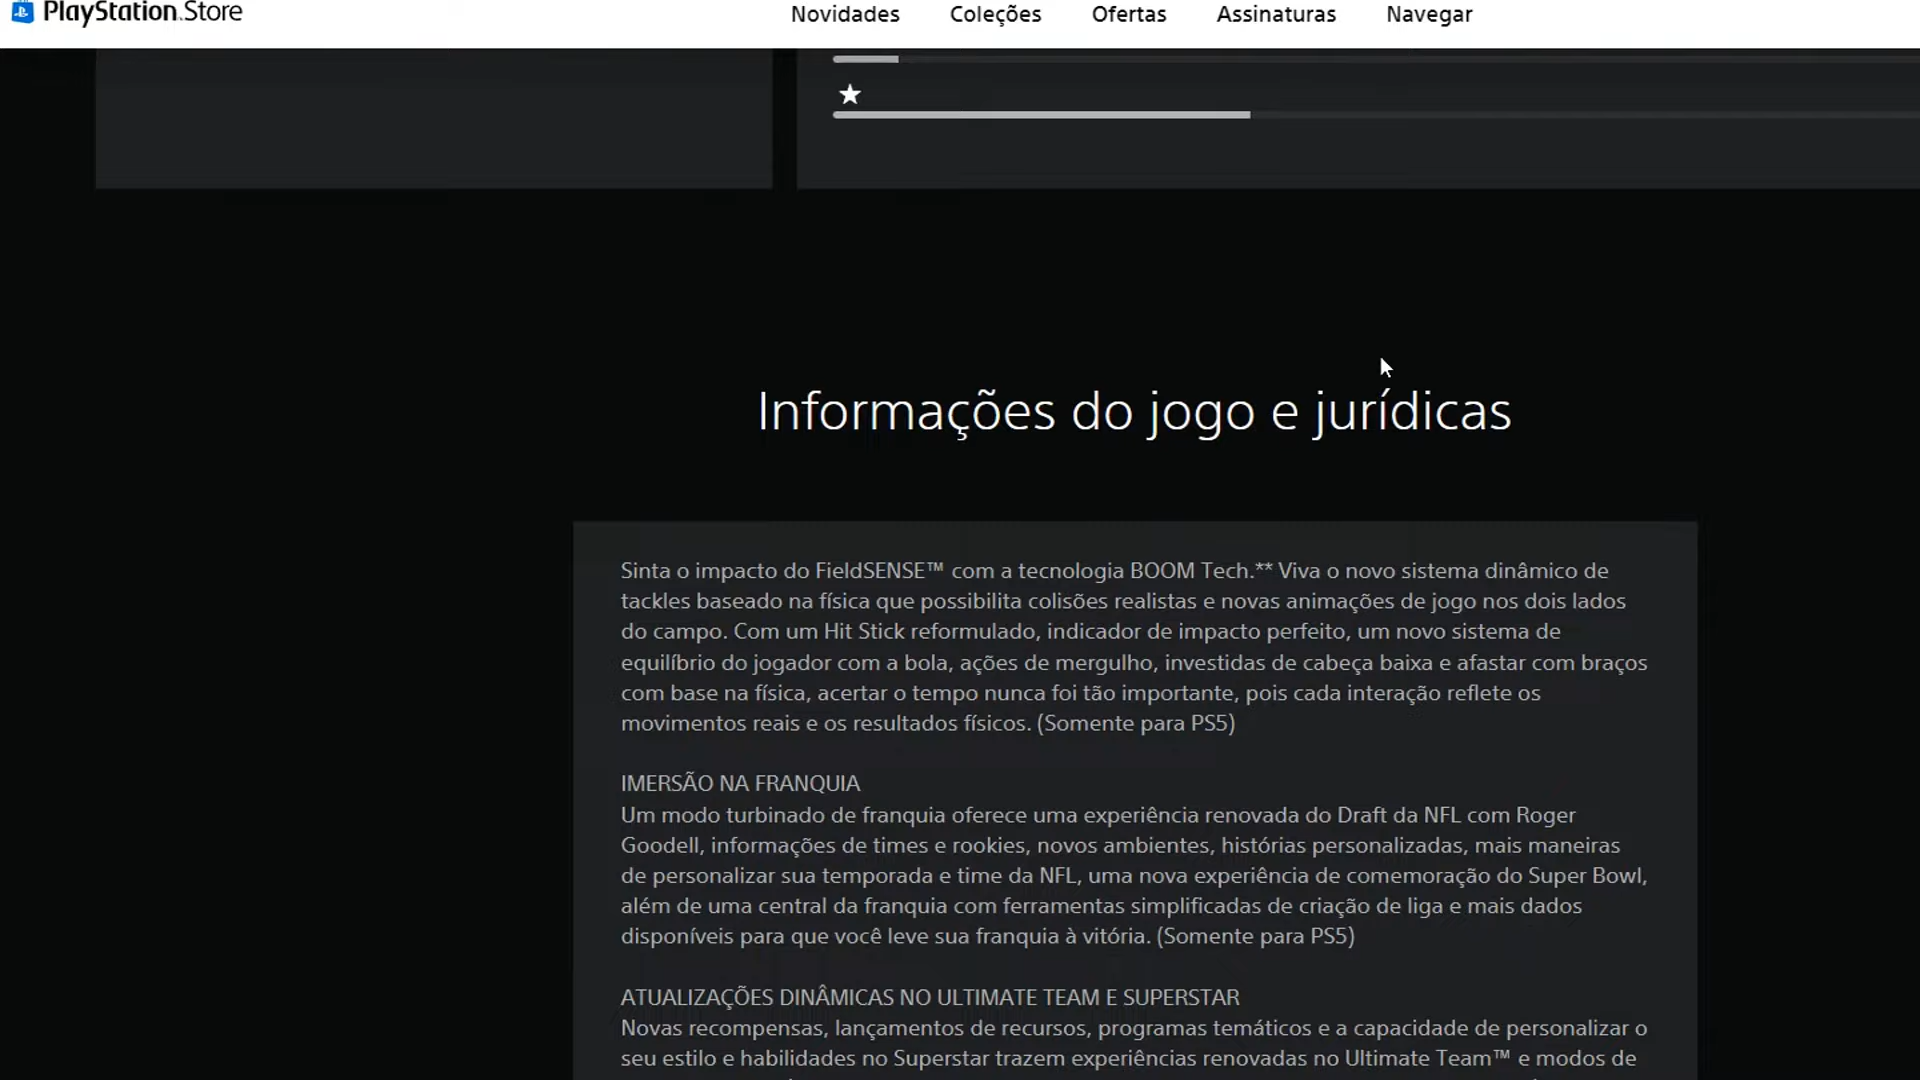 PlayStation Store
Novidades Coleções Ofertas Assinaturas Navegar
Informações do jogo e jurídicas
Sinta o impacto do FieldSENSE™ com a tecnologia BOOM Tech.** Viva o novo sistema dinâmico de
tackles baseado na física que possibilita colisões realistas e novas animações de jogo nos dois lados
do campo. Com um Hit Stick reformulado, indicador de impacto perfeito, um novo sistema de
equilíbrio do jogador com a bola, ações de mergulho, investidas de cabeça baixa e afastar com braços
com base na física, acertar o tempo nunca foi tão importante, pois cada interação reflete os
movimentos reais e os resultados físicos. (Somente para PS5)
IMERSÃO NA FRANQUIA
Um modo turbinado de franquia oferece uma experiência renovada do Draft da NFL com Roger
Goodell, informações de times e rookies, novos ambientes, histórias personalizadas, mais maneiras
de personalizar sua temporada e time da NFL, uma nova experiência de comemoração do Super Bowl,
além de uma central da franquia com ferramentas simplificadas de criação de liga e mais dados
disponíveis para que você leve sua franquia à vitória. (Somente para PS5)
ATUALIZAÇÕES DINÂMICAS NO ULTIMATE TEAM E SUPERSTAR
Novas recompensas, lançamentos de recursos, programas temáticos e a capacidade de personalizar o
seu estilo e habilidades no Superstar trazem experiências renovadas no Ultimate Team™ e modos de